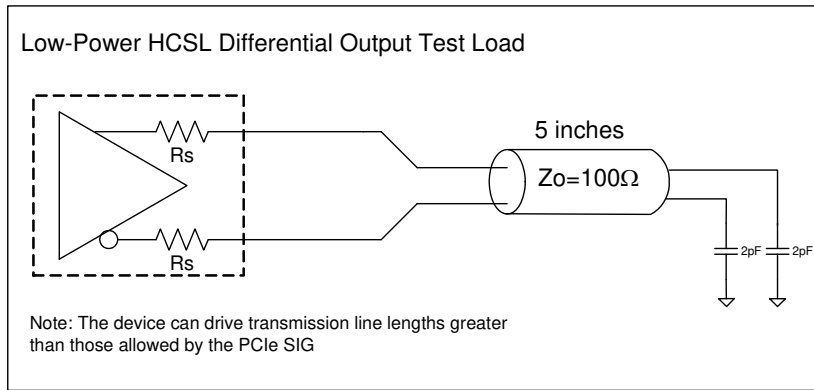 Low-Power HCSL Differential Output Test Load
Rs
5 inches
Zo=100Ω
Rs
2pF
2pF
Note: The device can drive transmission line lengths greater
than those allowed by the PCIe SIG